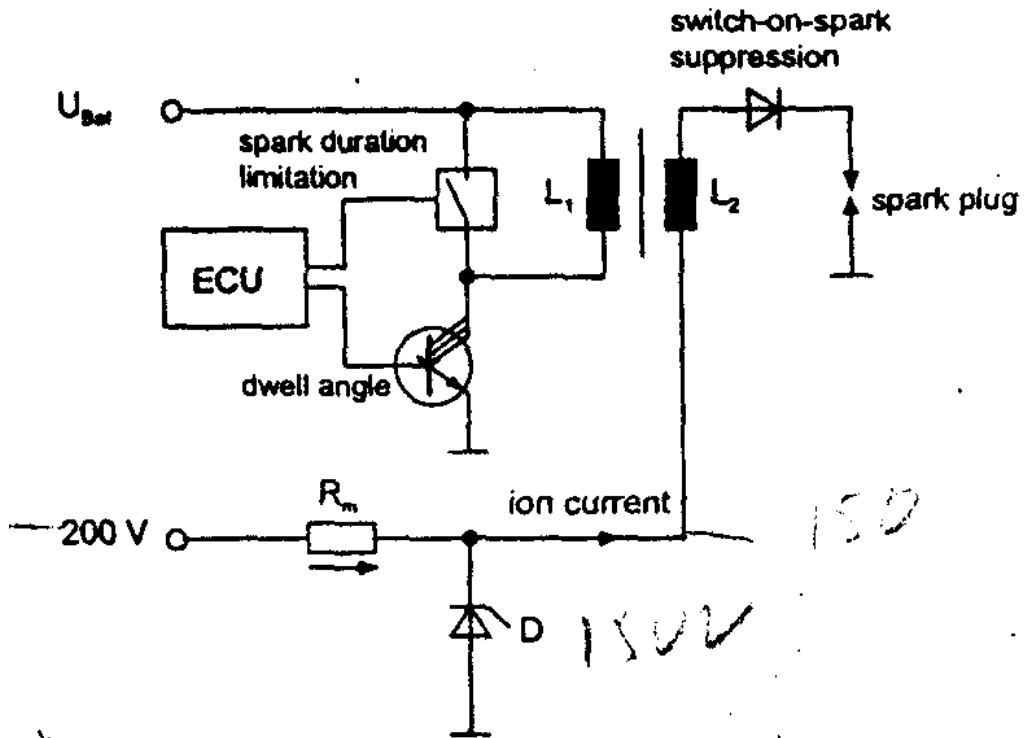 switch-on-spark
suppression
U_Bat
spark duration
limitation
L₁
L₂
spark plug
ECU
dwell angle
R_m
ion current
200 V
150
D
150V